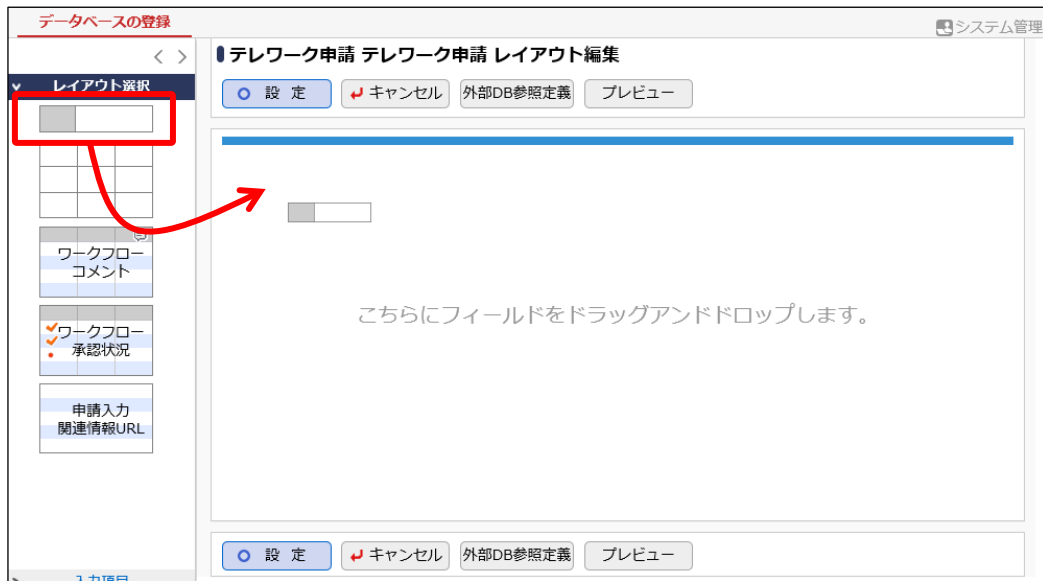 データベースの登録
システム管理
テレワーク申請 テレワーク申請 レイアウト編集
レイアウト選択
設 定
キャンセル
外部DB参照定義
プレビュー
ワークフロー
コメント
ワークフロー
承認状況
申請入力
関連情報URL
こちらにフィールドをドラッグアンドドロップします。
設 定
キャンセル
外部DB参照定義
プレビュー
入力項目